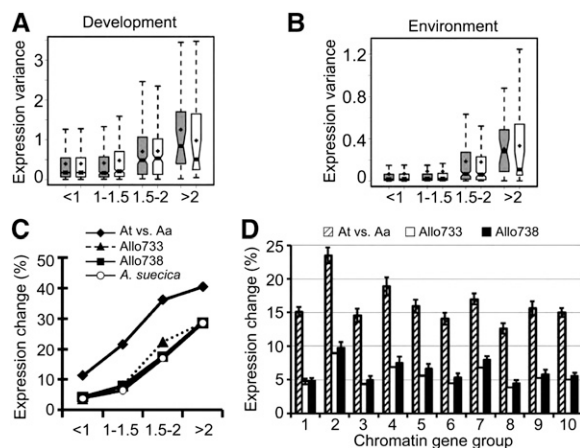 A Development
Expression variance
3
2
1
0
<1 1-1.5 1.5-2 >2
B Environment
Expression variance
1.2
0.8
0.4
0
<1 1-1.5 1.5-2 >2
C
At vs. Aa
Allo733
Allo738
A. suecica
Expression change (%)
50
40
30
20
10
0
<1 1-1.5 1.5-2 >2
D
At vs. Aa Allo733 Allo738
Expression change (%)
25
20
15
10
5
0
1 2 3 4 5 6 7 8 9 10
Chromatin gene group